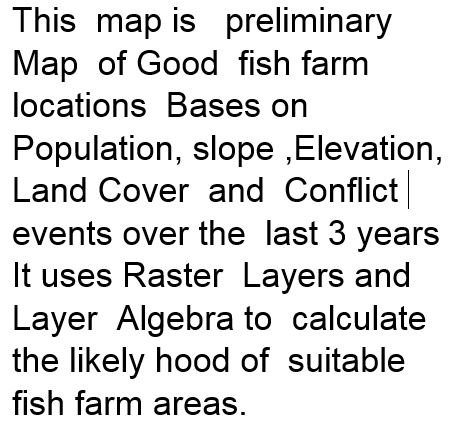 This map is preliminary
Map of Good fish farm
locations Bases on
Population, slope ,Elevation,
Land Cover and Conflict
events over the last 3 years
It uses Raster Layers and
Layer Algebra to calculate
the likely hood of suitable
fish farm areas.